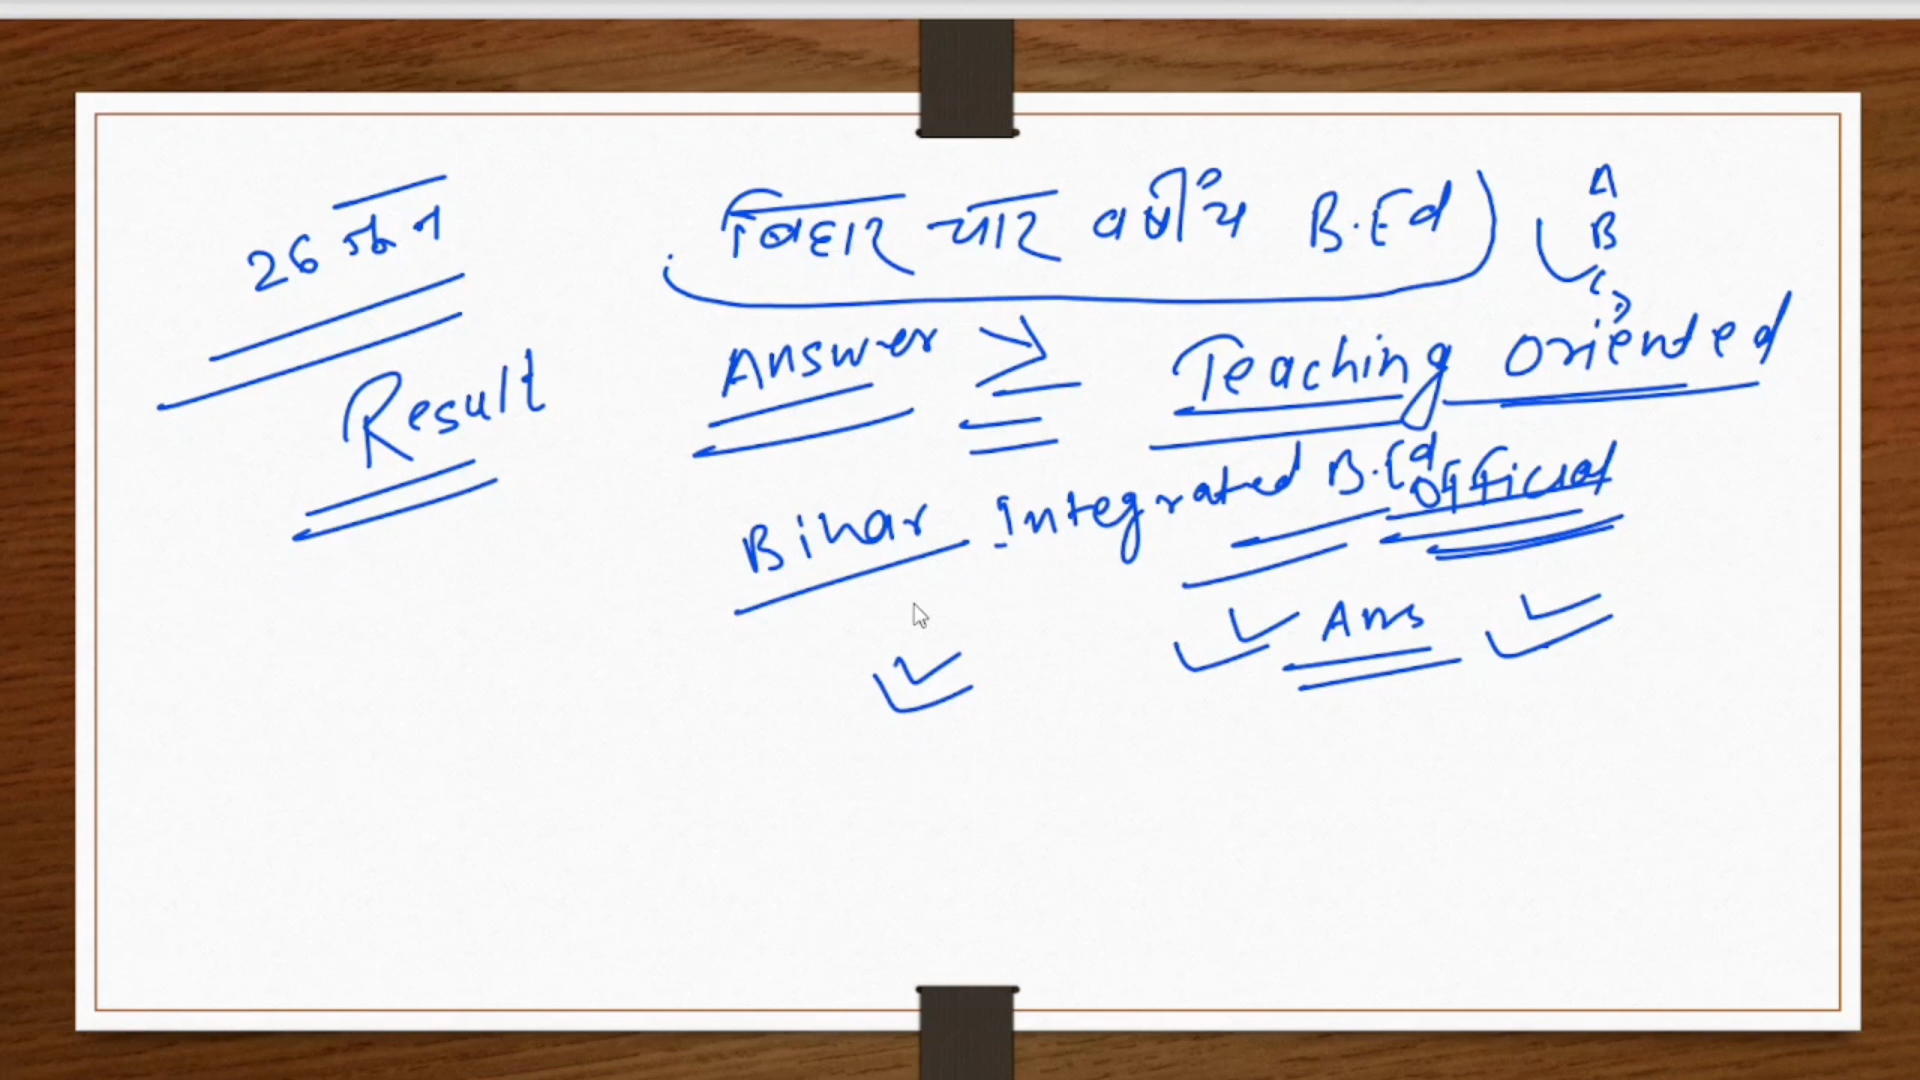 26 जून
Result
बिहार चार वर्षीय B.Ed
A
B
C
D
Answer
Teaching Oriented
Bihar Integrated B.Ed Official
Ans